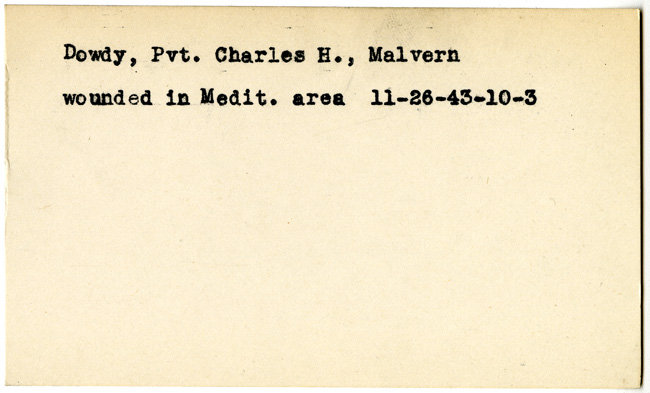 Dowdy, Pvt. Charles H., Malvern
wounded in Medit. area 11-26-43-10-3